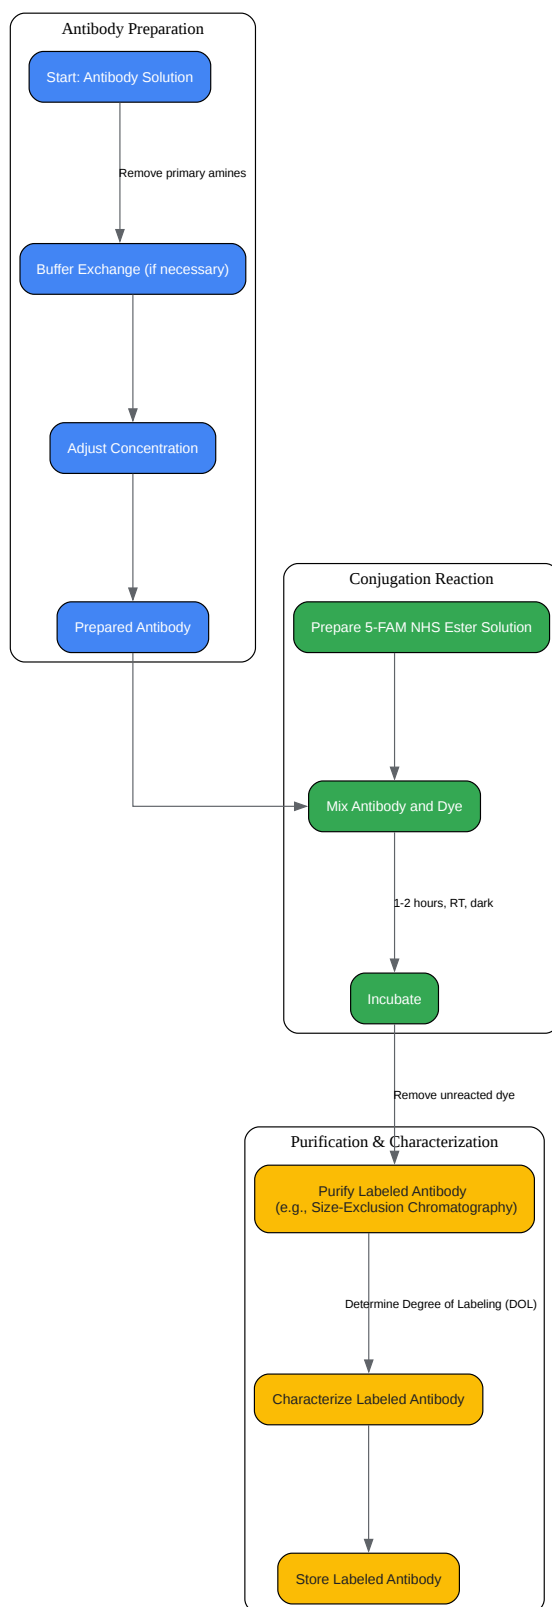 Antibody Preparation
Start: Antibody Solution
Remove primary amines
Buffer Exchange (if necessary)
Adjust Concentration
Prepared Antibody
Conjugation Reaction
Prepare 5-FAM NHS Ester Solution
Mix Antibody and Dye
1-2 hours, RT, dark
Incubate
Remove unreacted dye
Purification & Characterization
Purify Labeled Antibody
(e.g., Size-Exclusion Chromatography)
Determine Degree of Labeling (DOL)
Characterize Labeled Antibody
Store Labeled Antibody